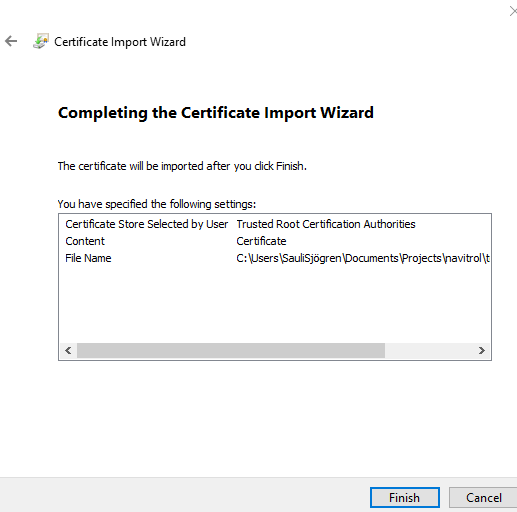 Certificate Import Wizard
Completing the Certificate Import Wizard
The certificate will be imported after you click Finish.
You have specified the following settings:
Certificate Store Selected by User Trusted Root Certification Authorities
Content Certificate
File Name C:\Users\SauliSjögren\Documents\Projects\navitrol\t
Finish Cancel